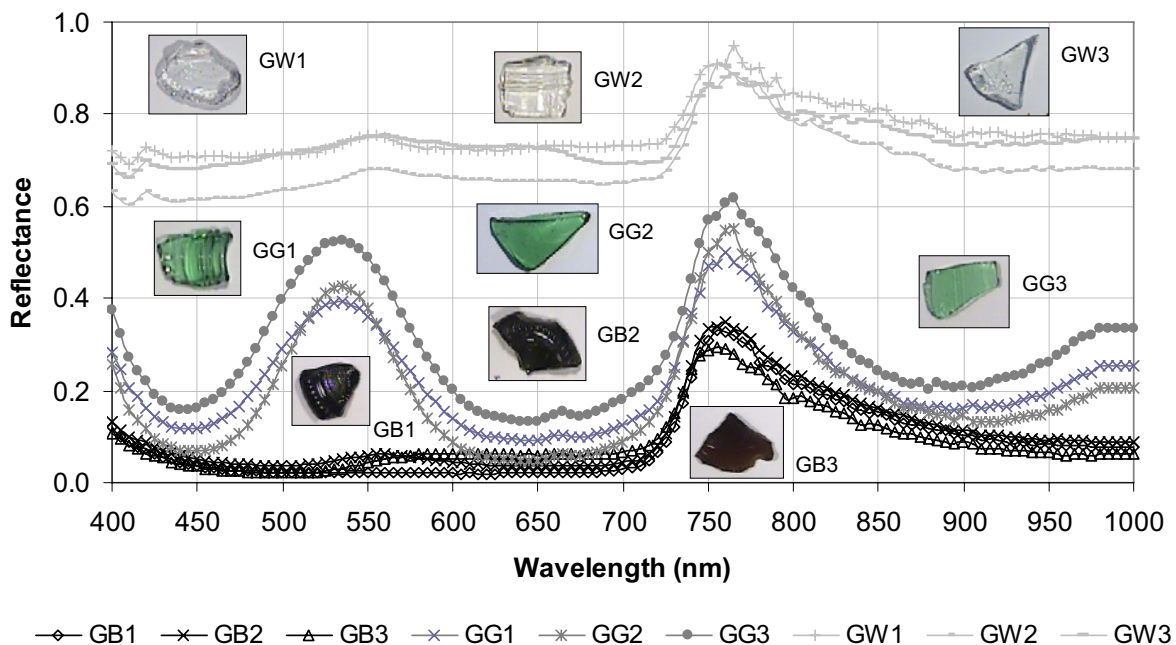 1.0
0.8
0.6
0.4
0.2
0.0
Reflectance
GW1
GW2
GW3
GG1
GG2
GG3
GB1
GB2
GB3
400 450 500 550 600 650 700 750 800 850 900 950 1000
Wavelength (nm)
GB1 GB2 GB3 GG1 GG2 GG3 GW1 GW2 GW3